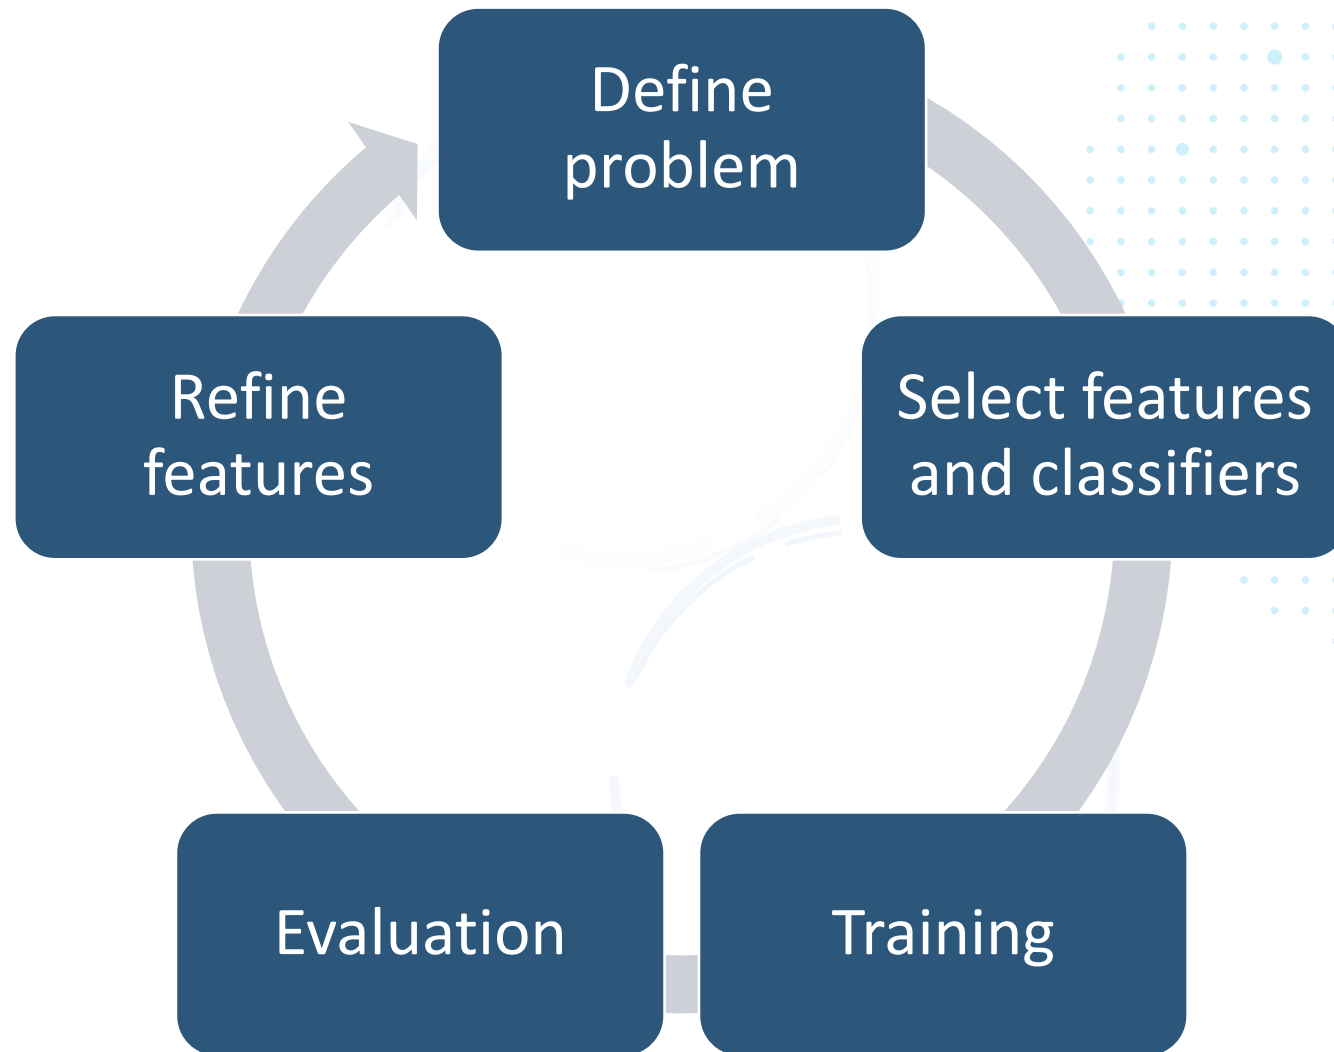 Define
problem
Select features
and classifiers
Training
Evaluation
Refine
features